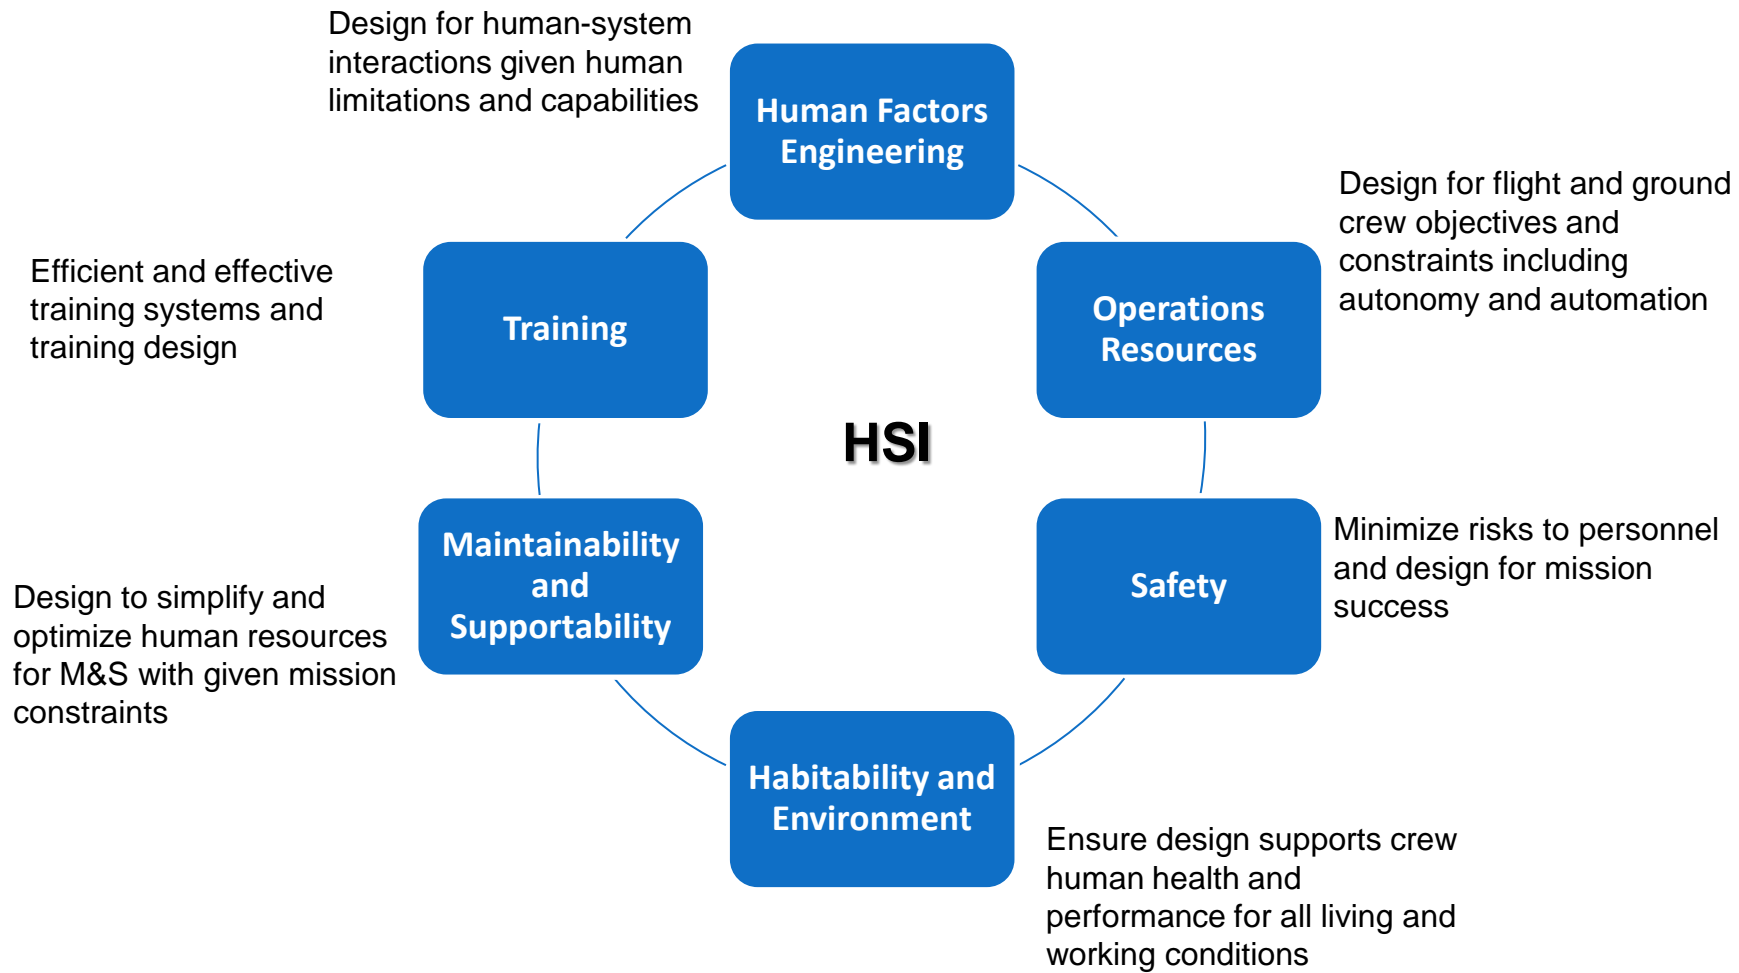 Design for human-system
interactions given human
limitations and capabilities
Human Factors
Engineering
Design for flight and ground
crew objectives and
constraints including
autonomy and automation
Operations
Resources
Efficient and effective
training systems and
training design
Training
HSI
Maintainability
and
Supportability
Design to simplify and
optimize human resources
for M&S with given mission
constraints
Safety
Minimize risks to personnel
and design for mission
success
Habitability and
Environment
Ensure design supports crew
human health and
performance for all living and
working conditions